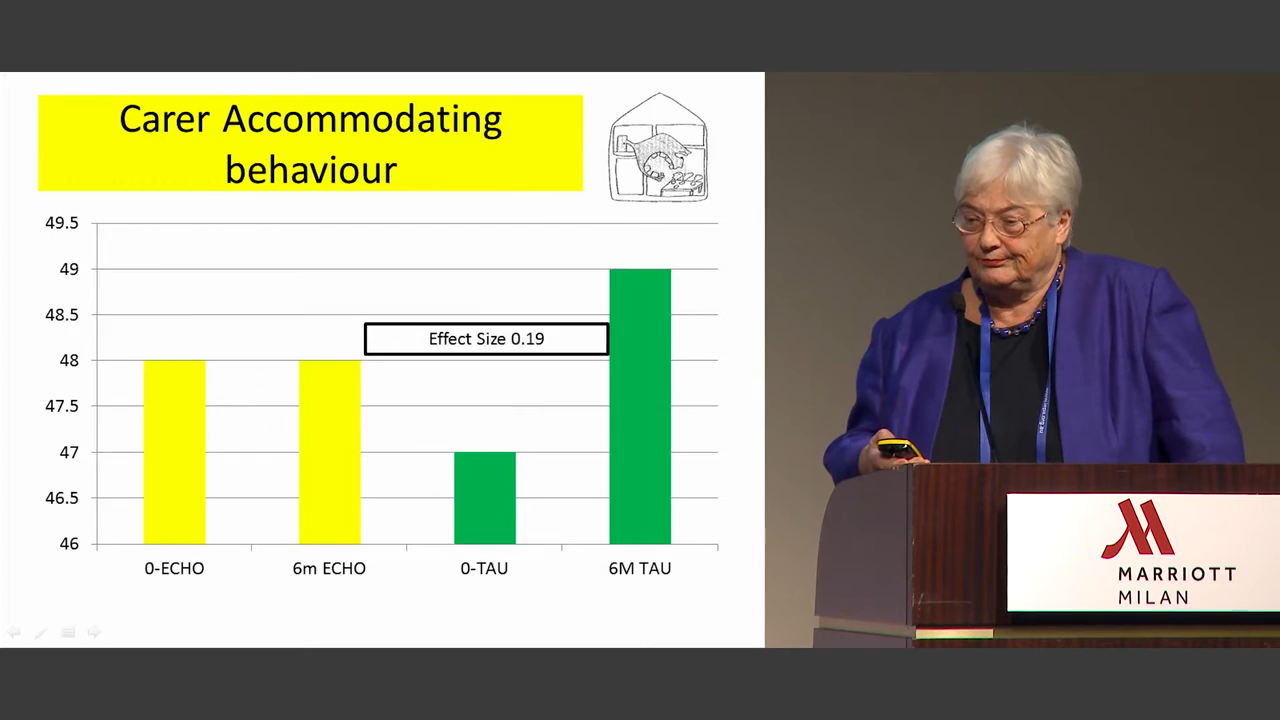 Carer Accommodating
behaviour
49.5
49
48.5
48
47.5
47
46.5
46
Effect Size 0.19
0-ECHO
6m ECHO
0-TAU
6M TAU
MARRIOTT
MILAN